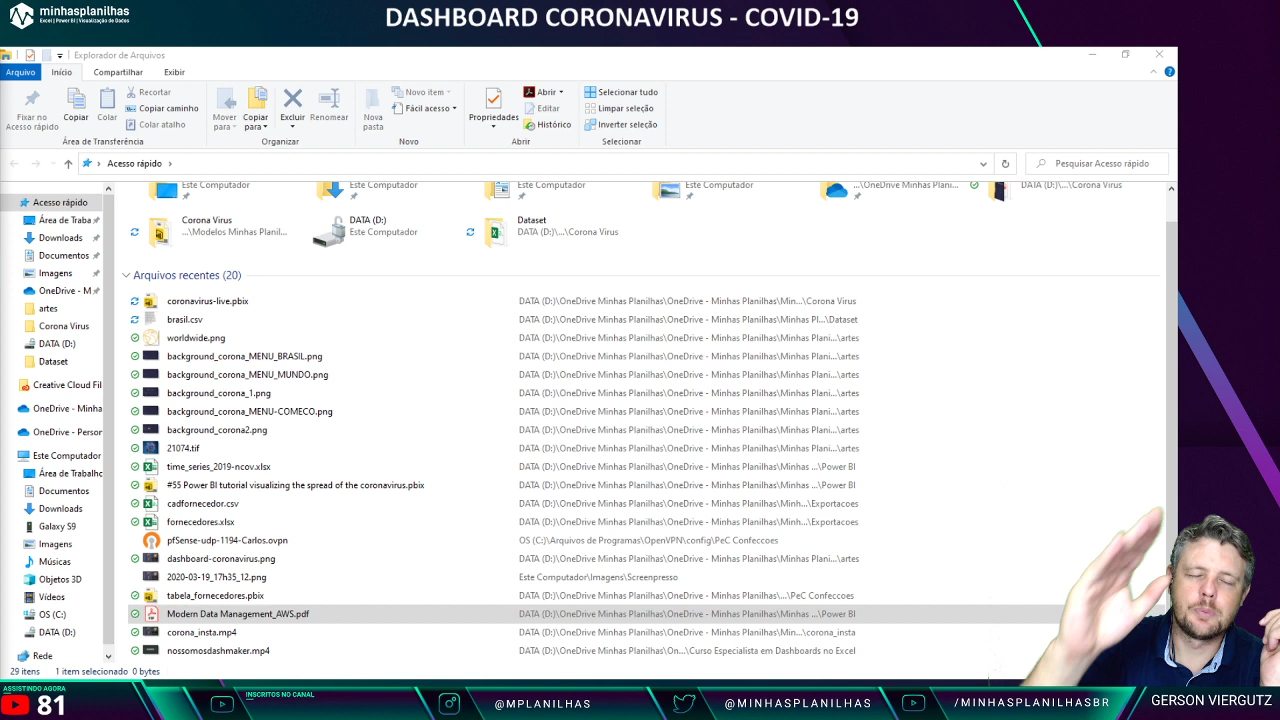 minhasplanilhas
Excel | Power BI | Visualização de Dados
DASHBOARD CORONAVIRUS - COVID-19
Explorador de Arquivos
Arquivo Início Compartilhar Exibir
Fixar no Acesso rápido
Copiar
Colar
Recortar
Copiar caminho
Colar atalho
Mover para
Copiar para
Excluir
Renomear
Nova pasta
Novo item
Fácil acesso
Propriedades
Abrir
Editar
Histórico
Selecionar tudo
Limpar seleção
Inverter seleção
Área de Transferência Organizar Novo Abrir Selecionar
Acesso rápido
Pesquisar Acesso rápido
Acesso rápido
Área de Traba
Downloads
Documentos
Imagens
OneDrive - M
artes
Corona Virus
DATA (D:)
Dataset
Creative Cloud Fil
OneDrive - Minha
OneDrive - Person
Este Computador
Área de Trabalho
Documentos
Downloads
Galaxy S9
Imagens
Músicas
Objetos 3D
Vídeos
OS (C:)
DATA (D:)
Rede
Este Computador Este Computador Este Computador Este Computador ...\OneDrive Minhas Plani... DATA (D:)\...\Corona Virus
Corona Virus
...\Modelos Minhas Planil...
DATA (D:)
Este Computador
Dataset
DATA (D:)\...\Corona Virus
Arquivos recentes (20)
coronavirus-live.pbix DATA (D:)\OneDrive Minhas Planilhas\OneDrive - Minhas Planilhas\Min...\Corona Virus
brasil.csv DATA (D:)\OneDrive Minhas Planilhas\OneDrive - Minhas Planilhas\Minhas Pl...\Dataset
worldwide.png DATA (D:)\OneDrive Minhas Planilhas\OneDrive - Minhas Planilhas\Minhas Plani...\artes
background_corona_MENU_BRASIL.png DATA (D:)\OneDrive Minhas Planilhas\OneDrive - Minhas Planilhas\Minhas Plani...\artes
background_corona_MENU_MUNDO.png DATA (D:)\OneDrive Minhas Planilhas\OneDrive - Minhas Planilhas\Minhas Plani...\artes
background_corona_1.png DATA (D:)\OneDrive Minhas Planilhas\OneDrive - Minhas Planilhas\Minhas Plani...\artes
background_corona_MENU-COMECO.png DATA (D:)\OneDrive Minhas Planilhas\OneDrive - Minhas Planilhas\Minhas Plani...\artes
background_corona2.png DATA (D:)\OneDrive Minhas Planilhas\OneDrive - Minhas Planilhas\Minhas Plani...\artes
21074.tif DATA (D:)\OneDrive Minhas Planilhas\OneDrive - Minhas Planilhas\Minhas Plani...\artes
time_series_2019-ncov.xlsx DATA (D:)\OneDrive Minhas Planilhas\OneDrive - Minhas Planilhas\Minhas ...\Power BI
#55 Power BI tutorial visualizing the spread of the coronavirus.pbix DATA (D:)\OneDrive Minhas Planilhas\OneDrive - Minhas Planilhas\Minhas ...\Power BI
cadfornecedor.csv DATA (D:)\OneDrive Minhas Planilhas\OneDrive - Minhas Planilhas\Minh...\Exportacoes
fornecedores.xlsx DATA (D:)\OneDrive Minhas Planilhas\OneDrive - Minhas Planilhas\Minh...\Exportacoes
pfSense-udp-1194-Carlos.ovpn OS (C:)\Arquivos de Programas\OpenVPN\config\PeC Confeccoes
dashboard-coronavirus.png DATA (D:)\OneDrive Minhas Planilhas\OneDrive - Minhas Planilhas\Minhas Plani...\artes
2020-03-19_17h35_12.png Este Computador\Imagens\Screenpresso
tabela_fornecedores.pbix DATA (D:)\OneDrive Minhas Planilhas\OneDrive - Minhas Planilhas\...\PeC Confeccoes
Modern Data Management_AWS.pdf DATA (D:)\OneDrive Minhas Planilhas\OneDrive - Minhas Planilhas\Minhas ...\Power BI
corona_insta.mp4 DATA (D:)\OneDrive Minhas Planilhas\OneDrive - Minhas Planilhas\Min...\corona_insta
nossomosdashmaker.mp4 DATA (D:)\OneDrive Minhas Planilhas\On...\Curso Especialista em Dashboards no Excel
29 itens 1 item selecionado 0 bytes
ASSISTINDO AGORA
81
INSCRITOS NO CANAL
@MPLANILHAS
@MINHASPLANILHAS
/MINHASPLANILHASBR
GERSON VIERGUTZ